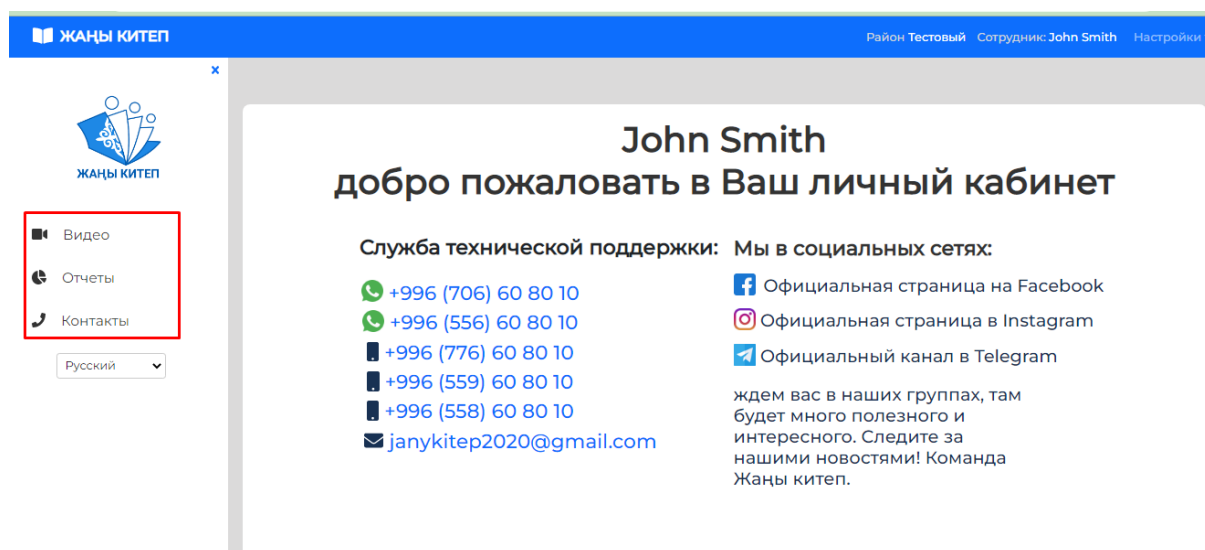 ЖАҢЫ КИТЕП
Район Тестовый Сотрудник: John Smith Настройки
×
ЖАҢЫ КИТЕП
Видео
Отчеты
Контакты
Русский
John Smith
добро пожаловать в Ваш личный кабинет
Служба технической поддержки:
+996 (706) 60 80 10
+996 (556) 60 80 10
+996 (776) 60 80 10
+996 (559) 60 80 10
+996 (558) 60 80 10
janykitep2020@gmail.com
Мы в социальных сетях:
Официальная страница на Facebook
Официальная страница в Instagram
Официальный канал в Telegram
ждем вас в наших группах, там
будет много полезного и
интересного. Следите за
нашими новостями! Команда
Жаңы китеп.